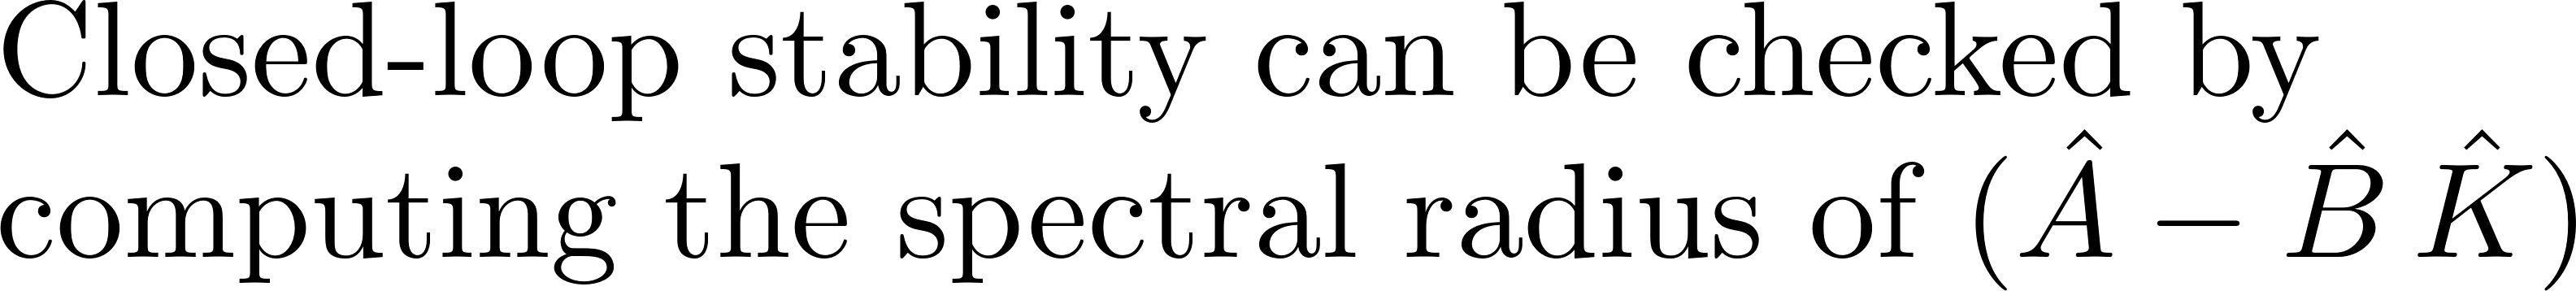 Closed-loop stability can be checked by
computing the spectral radius of $(\hat{A} - \hat{B}\,\hat{K})$